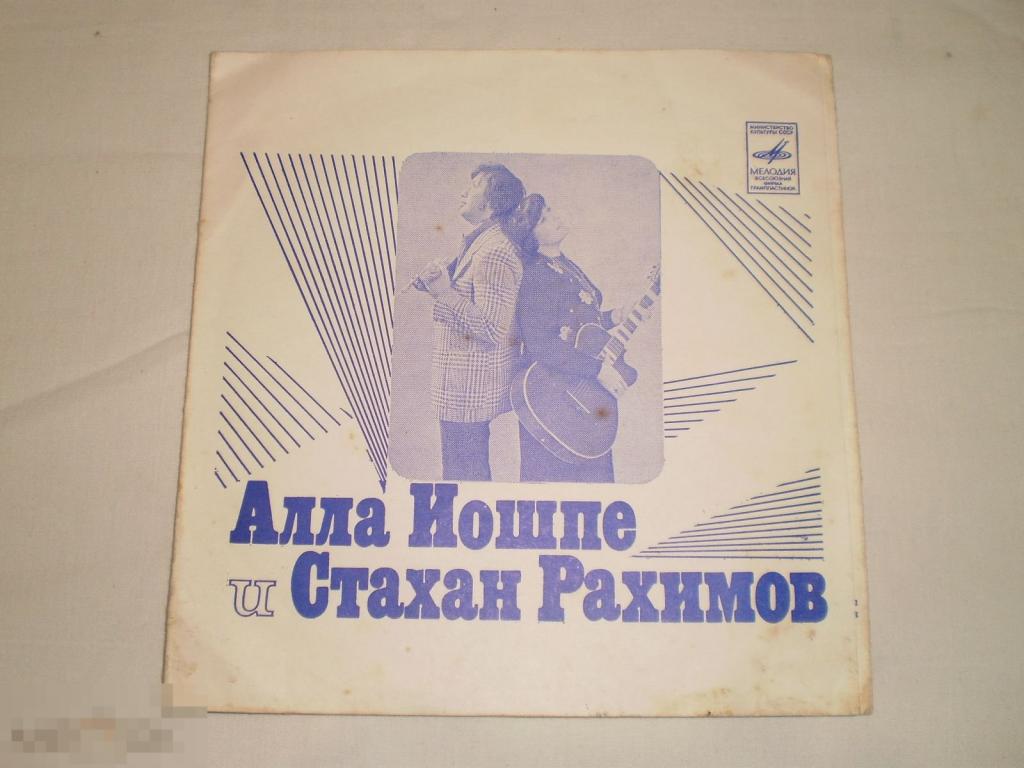 МИНИСТЕРСТВО
КУЛЬТУРЫ СССР
МЕЛОДИЯ
ВСЕСОЮЗНАЯ
ФИРМА
ГРАМПЛАСТИНОК
Алла Иошпе
и Стахан Рахимов